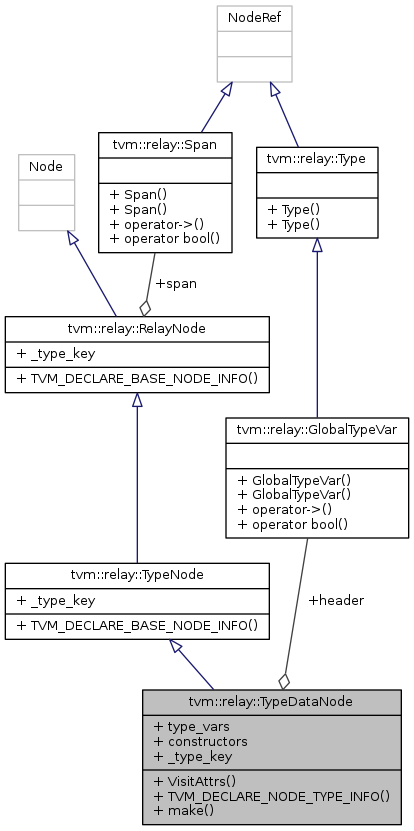 NodeRef
tvm::relay::Span
+ Span()
+ Span()
+ operator->()
+ operator bool()
tvm::relay::Type
+ Type()
+ Type()
Node
+span
tvm::relay::RelayNode
+ _type_key
+ TVM_DECLARE_BASE_NODE_INFO()
tvm::relay::GlobalTypeVar
+ GlobalTypeVar()
+ GlobalTypeVar()
+ operator->()
+ operator bool()
tvm::relay::TypeNode
+ _type_key
+ TVM_DECLARE_BASE_NODE_INFO()
+header
tvm::relay::TypeDataNode
+ type_vars
+ constructors
+ _type_key
+ VisitAttrs()
+ TVM_DECLARE_NODE_TYPE_INFO()
+ make()